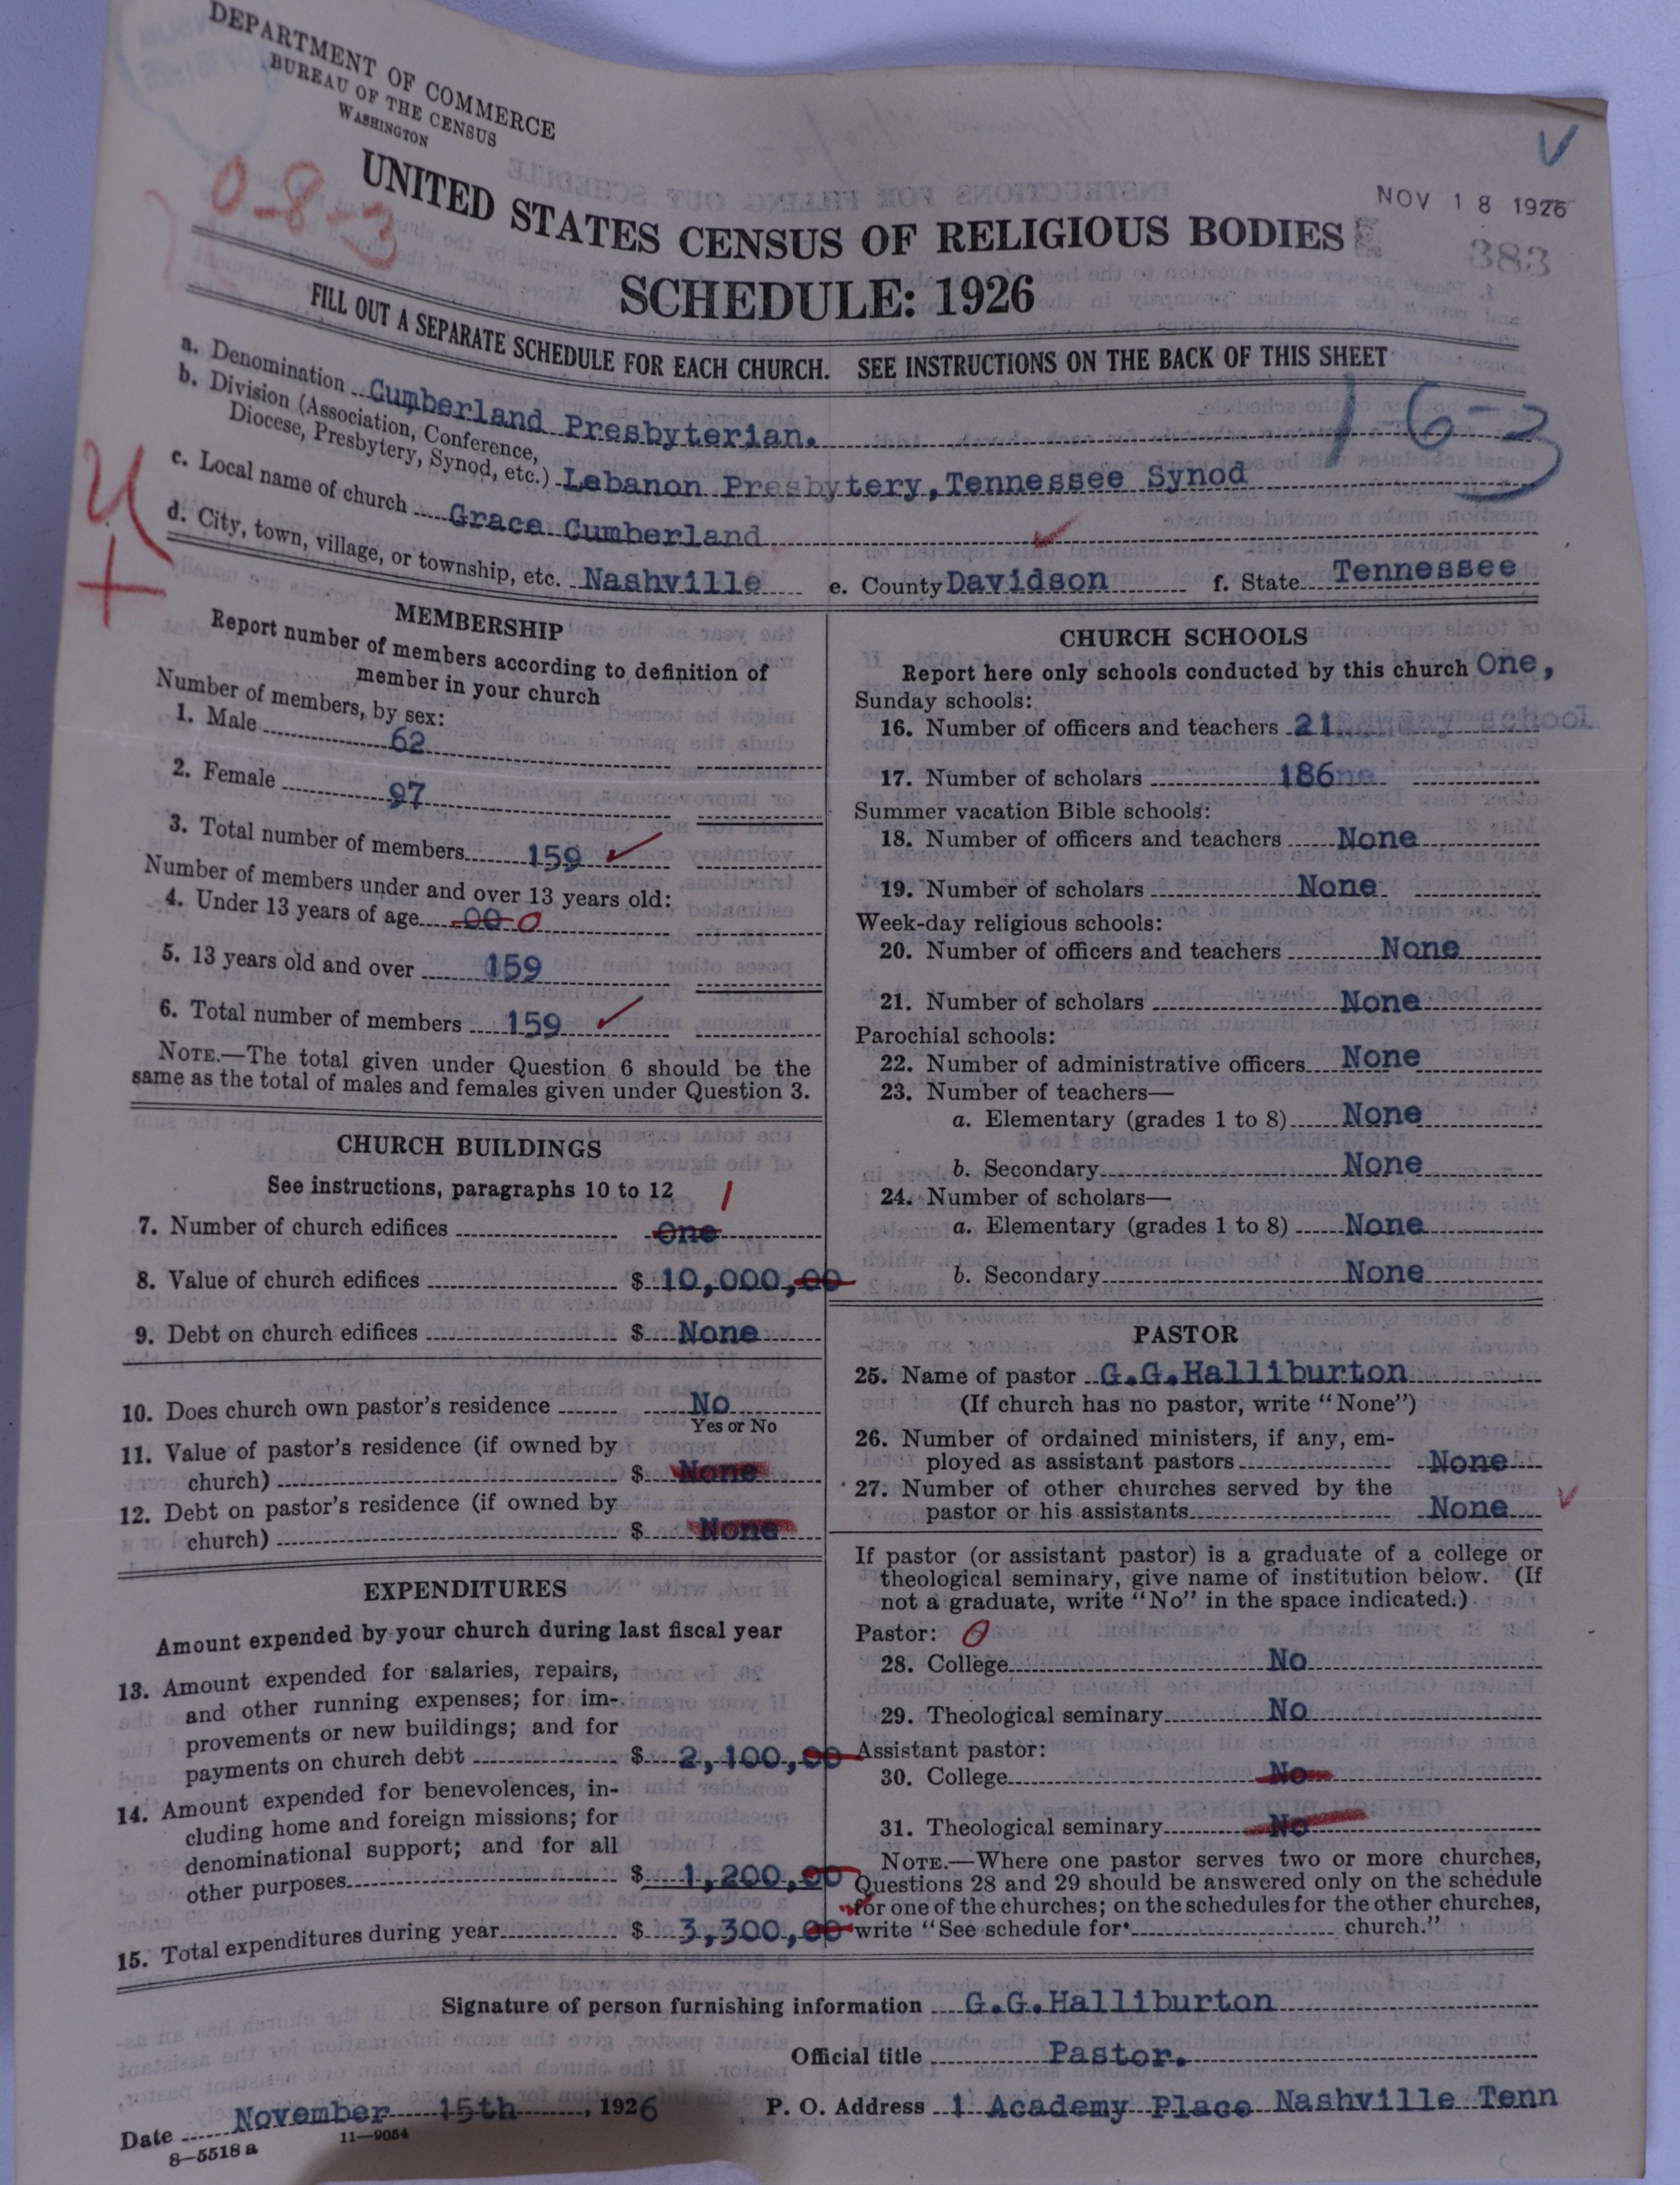 DEPARTMENT OF COMMERCE
BUREAU OF THE CENSUS
WASHINGTON
NOV 18 1926
383
0-8-3
UNITED STATES CENSUS OF RELIGIOUS BODIES
SCHEDULE: 1926
FILL OUT A SEPARATE SCHEDULE FOR EACH CHURCH. SEE INSTRUCTIONS ON THE BACK OF THIS SHEET
1-6-3
a. Denomination Cumberland Presbyterian.
b. Division (Association, Conference,
Diocese, Presbytery, Synod, etc.) Lebanon Presbytery, Tennessee Synod
c. Local name of church Grace Cumberland
d. City, town, village, or township, etc. Nashville e. County Davidson f. State Tennessee
MEMBERSHIP
Report number of members according to definition of
member in your church
Number of members, by sex:
1. Male 62
2. Female 97
3. Total number of members 159
Number of members under and over 13 years old:
4. Under 13 years of age 00 0
5. 13 years old and over 159
6. Total number of members 159
NOTE.—The total given under Question 6 should be the
same as the total of males and females given under Question 3.
CHURCH BUILDINGS
See instructions, paragraphs 10 to 12
1
7. Number of church edifices One
8. Value of church edifices $ 10,000,00
9. Debt on church edifices $ None
10. Does church own pastor's residence No
Yes or No
11. Value of pastor's residence (if owned by
church) $ None
12. Debt on pastor's residence (if owned by
church) $ None
EXPENDITURES
Amount expended by your church during last fiscal year
13. Amount expended for salaries, repairs,
and other running expenses; for im-
provements or new buildings; and for
payments on church debt $ 2,100,00
14. Amount expended for benevolences, in-
cluding home and foreign missions; for
denominational support; and for all
other purposes $ 1,200,00
15. Total expenditures during year $ 3,300,00
CHURCH SCHOOLS
Report here only schools conducted by this church One,
Sunday schools:
16. Number of officers and teachers 21 Sunday school
17. Number of scholars 186
Summer vacation Bible schools:
18. Number of officers and teachers None
19. Number of scholars None
Week-day religious schools:
20. Number of officers and teachers None
21. Number of scholars None
Parochial schools:
22. Number of administrative officers None
23. Number of teachers—
a. Elementary (grades 1 to 8) None
b. Secondary None
24. Number of scholars—
a. Elementary (grades 1 to 8) None
b. Secondary None
PASTOR
25. Name of pastor G.G.Halliburton
(If church has no pastor, write "None")
26. Number of ordained ministers, if any, em-
ployed as assistant pastors None
27. Number of other churches served by the
pastor or his assistants None
If pastor (or assistant pastor) is a graduate of a college or
theological seminary, give name of institution below. (If
not a graduate, write "No" in the space indicated.)
Pastor: 0
28. College No
29. Theological seminary No
Assistant pastor:
30. College No
31. Theological seminary No
NOTE.—Where one pastor serves two or more churches,
Questions 28 and 29 should be answered only on the schedule
for one of the churches; on the schedules for the other churches,
write "See schedule for church."
Signature of person furnishing information G.G.Halliburton
Official title Pastor.
Date November 15th, 1926 P. O. Address 1 Academy Place Nashville Tenn
8—5518 a 11—9054